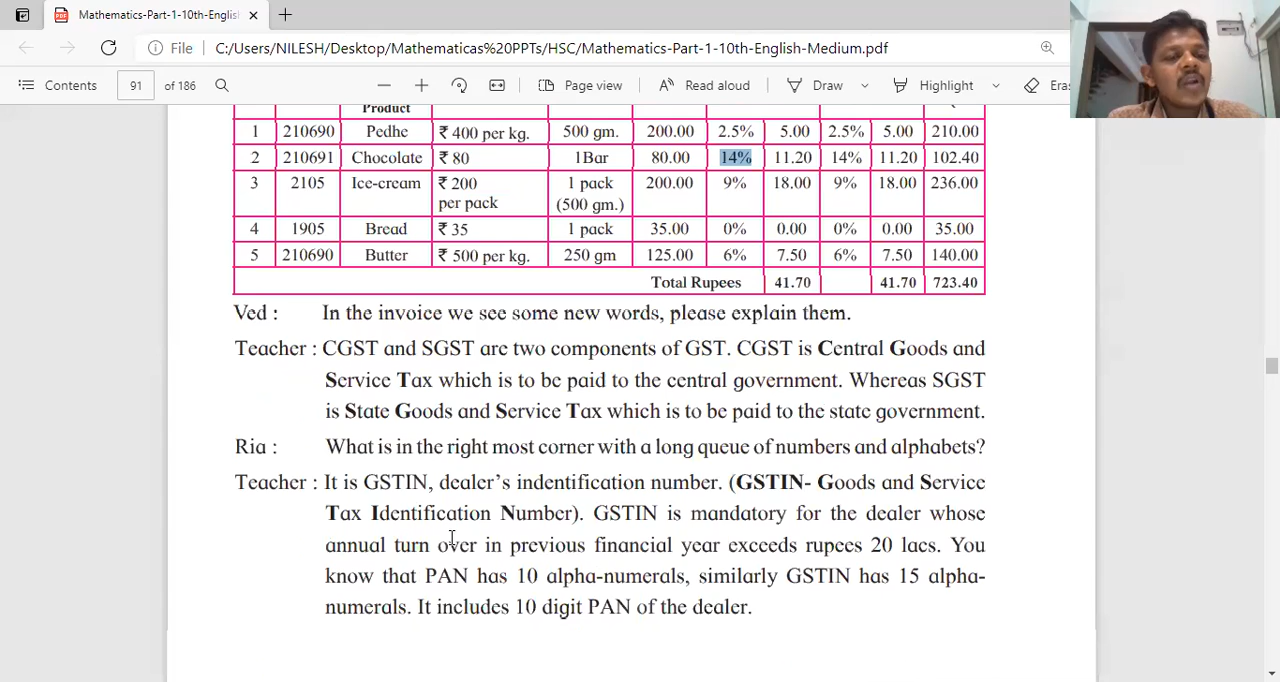 Mathematics-Part-1-10th-Englis
File C:/Users/NILESH/Desktop/Mathematicas%20PPTs/HSC/Mathematics-Part-1-10th-English-Medium.pdf
Contents 91 of 186 Page view Read aloud Draw Highlight Eras
Product
1 210690 Pedhe ₹ 400 per kg. 500 gm. 200.00 2.5% 5.00 2.5% 5.00 210.00
2 210691 Chocolate ₹ 80 1Bar 80.00 14% 11.20 14% 11.20 102.40
3 2105 Ice-cream ₹ 200 1 pack 200.00 9% 18.00 9% 18.00 236.00
per pack (500 gm.)
4 1905 Bread ₹ 35 1 pack 35.00 0% 0.00 0% 0.00 35.00
5 210690 Butter ₹ 500 per kg. 250 gm 125.00 6% 7.50 6% 7.50 140.00
Total Rupees 41.70 41.70 723.40
Ved : In the invoice we see some new words, please explain them.
Teacher : CGST and SGST are two components of GST. CGST is Central Goods and
Service Tax which is to be paid to the central government. Whereas SGST
is State Goods and Service Tax which is to be paid to the state government.
Ria : What is in the right most corner with a long queue of numbers and alphabets?
Teacher : It is GSTIN, dealer's indentification number. (GSTIN- Goods and Service
Tax Identification Number). GSTIN is mandatory for the dealer whose
annual turn over in previous financial year exceeds rupees 20 lacs. You
know that PAN has 10 alpha-numerals, similarly GSTIN has 15 alpha-
numerals. It includes 10 digit PAN of the dealer.